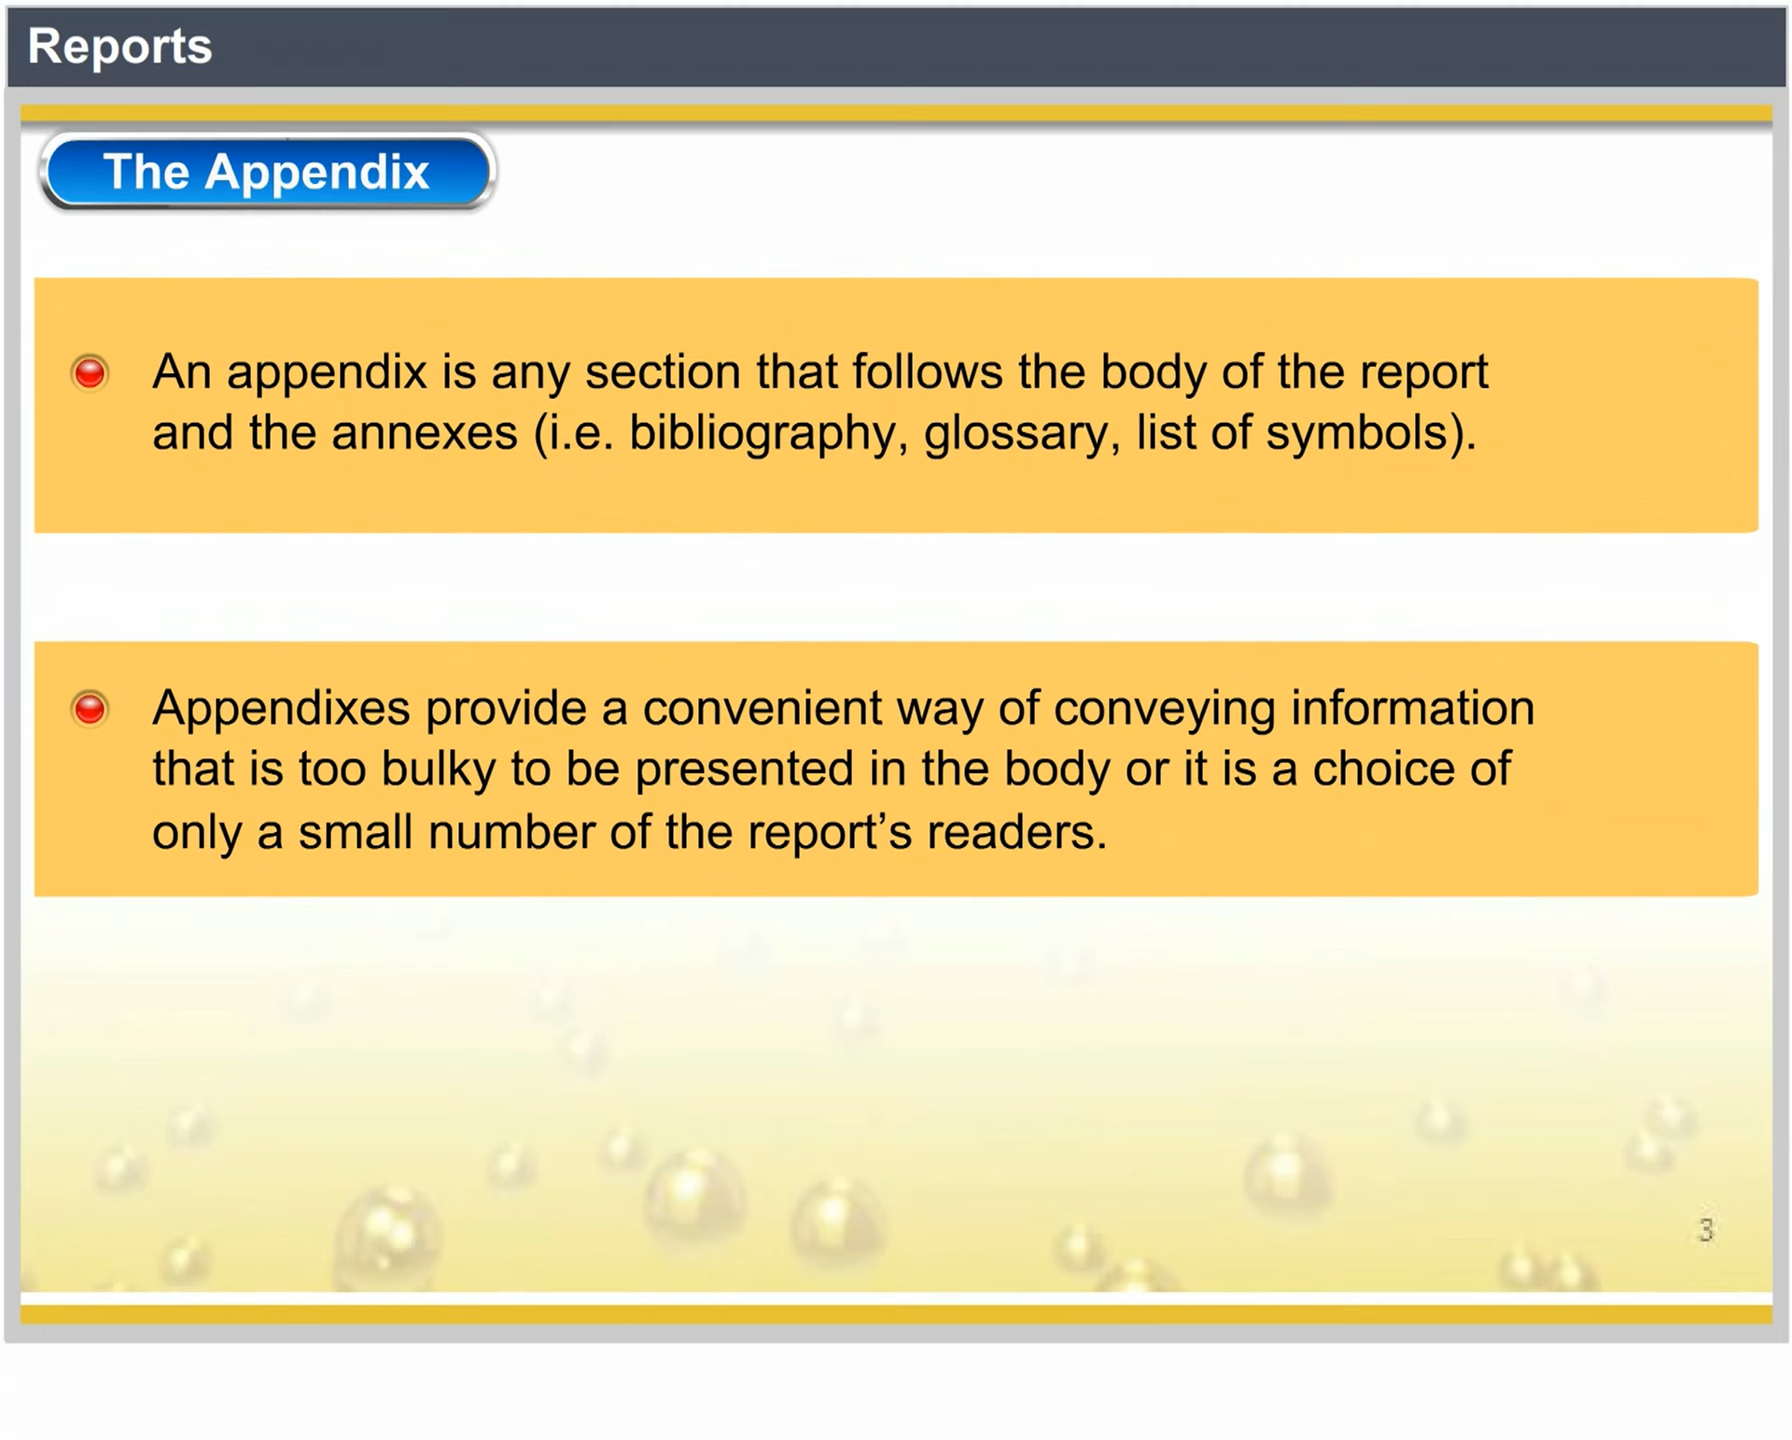 Reports
The Appendix
An appendix is any section that follows the body of the report
and the annexes (i.e. bibliography, glossary, list of symbols).
Appendixes provide a convenient way of conveying information
that is too bulky to be presented in the body or it is a choice of
only a small number of the report’s readers.
3